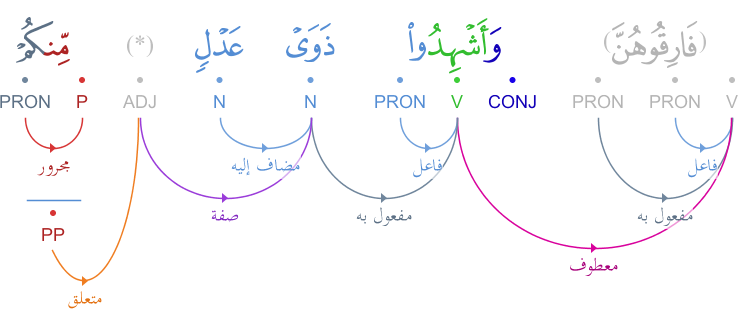 (فَارِقُوهُنَّ) وَأَشْهِدُوا۟ ذَوَىْ عَدْلٍ (*) مِّنكُمْ
V PRON PRON CONJ V PRON N N ADJ P PRON
فاعل فاعل مضاف إليه مجرور
مفعول به مفعول به صفة
PP
معطوف
متعلق